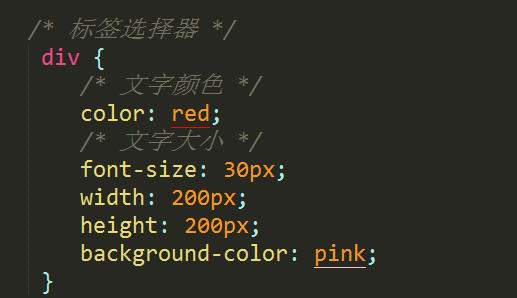 /* 标签选择器 */
div {
/* 文字颜色 */
color: red;
/* 文字大小 */
font-size: 30px;
width: 200px;
height: 200px;
background-color: pink;
}